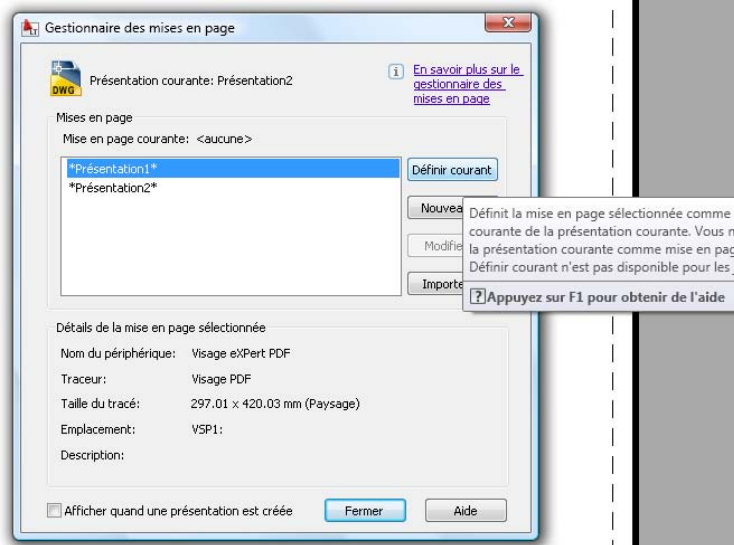 Gestionnaire des mises en page
DWG
Présentation courante: Présentation2
En savoir plus sur le
gestionnaire des
mises en page
Mises en page
Mise en page courante: <aucune>
*Présentation1*
*Présentation2*
Définir courant
Nouvea
Modifie
Importe
Définit la mise en page sélectionnée comme
courante de la présentation courante. Vous n
la présentation courante comme mise en pag
Définir courant n'est pas disponible pour les
Appuyez sur F1 pour obtenir de l'aide
Détails de la mise en page sélectionnée
Nom du périphérique: Visage eXPert PDF
Traceur: Visage PDF
Taille du tracé: 297.01 x 420.03 mm (Paysage)
Emplacement: VSP1:
Description:
Afficher quand une présentation est créée
Fermer
Aide